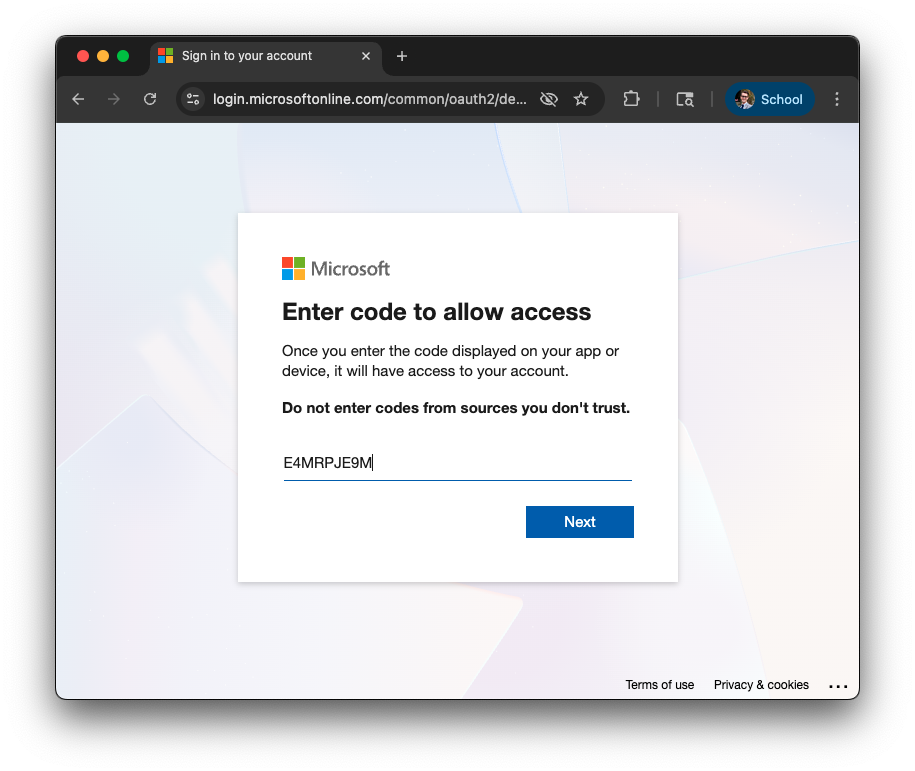 Sign in to your account
login.microsoftonline.com/common/oauth2/de...
School
Microsoft
Enter code to allow access
Once you enter the code displayed on your app or
device, it will have access to your account.
Do not enter codes from sources you don't trust.
E4MRPJE9M
Next
Terms of use Privacy & cookies ...